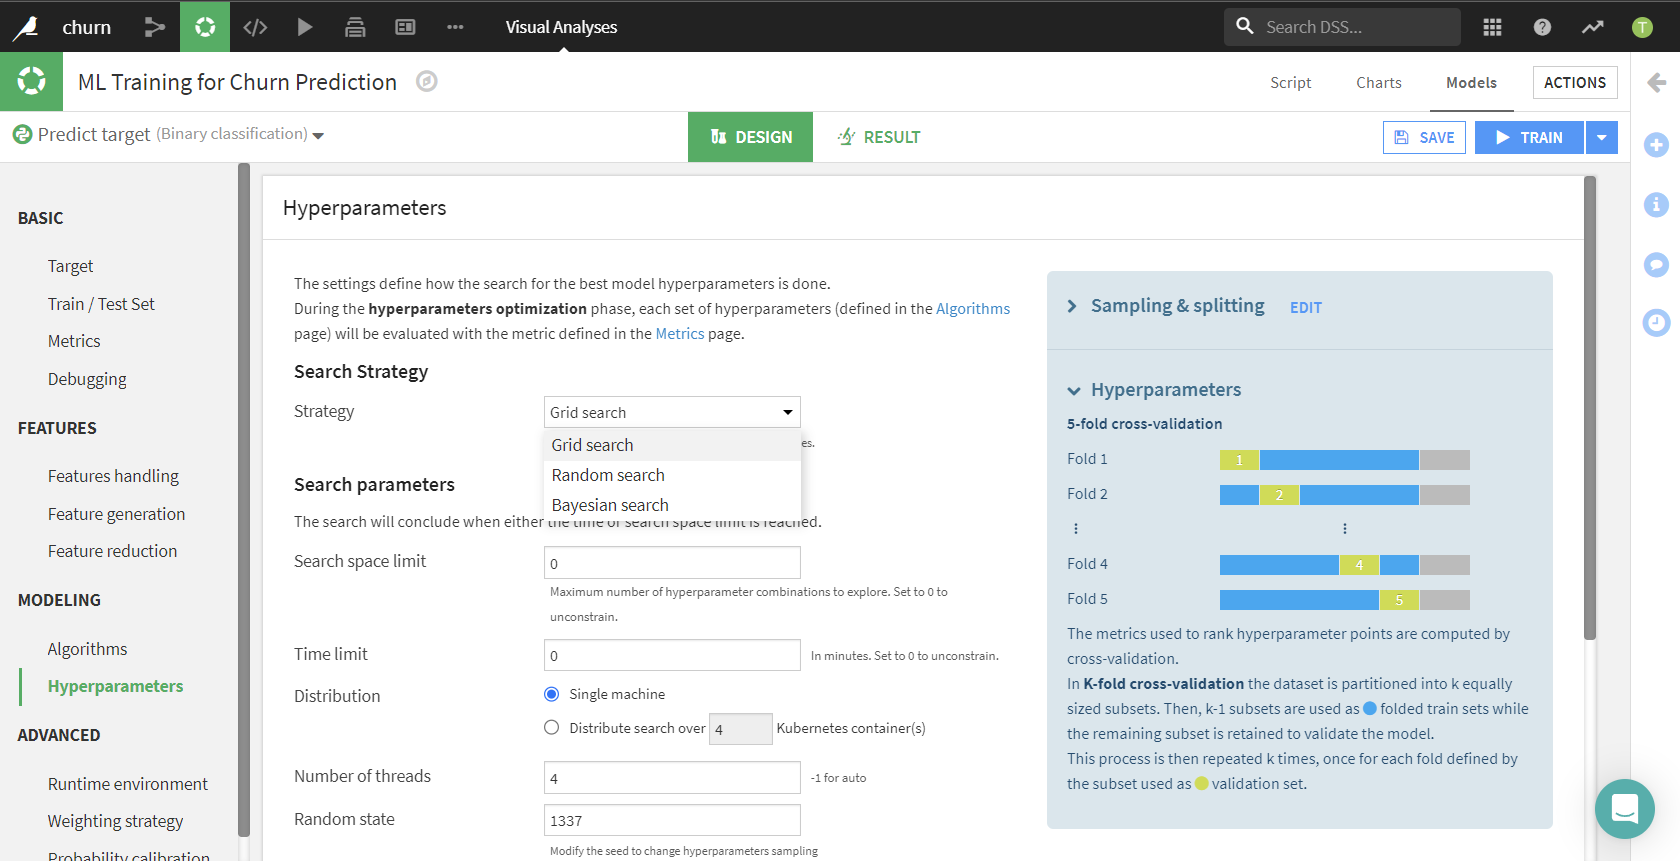 churn
Visual Analyses
Search DSS...
T
ML Training for Churn Prediction
Script
Charts
Models
ACTIONS
Predict target (Binary classification)
DESIGN
RESULT
SAVE
TRAIN
BASIC
Target
Train / Test Set
Metrics
Debugging
FEATURES
Features handling
Feature generation
Feature reduction
MODELING
Algorithms
Hyperparameters
ADVANCED
Runtime environment
Weighting strategy
Probability calibration
Hyperparameters
The settings define how the search for the best model hyperparameters is done.
During the hyperparameters optimization phase, each set of hyperparameters (defined in the Algorithms
page) will be evaluated with the metric defined in the Metrics page.
Search Strategy
Strategy
Grid search
Grid search
es.
Random search
Bayesian search
Search parameters
The search will conclude when either the time or search space limit is reached.
Search space limit
0
Maximum number of hyperparameter combinations to explore. Set to 0 to
unconstrain.
Time limit
0
In minutes. Set to 0 to unconstrain.
Distribution
Single machine
Distribute search over 4 Kubernetes container(s)
Number of threads
4
-1 for auto
Random state
1337
Modify the seed to change hyperparameters sampling
Sampling & splitting EDIT
Hyperparameters
5-fold cross-validation
Fold 1
1
Fold 2
2
Fold 4
4
Fold 5
5
The metrics used to rank hyperparameter points are computed by
cross-validation.
In K-fold cross-validation the dataset is partitioned into k equally
sized subsets. Then, k-1 subsets are used as folded train sets while
the remaining subset is retained to validate the model.
This process is then repeated k times, once for each fold defined by
the subset used as validation set.